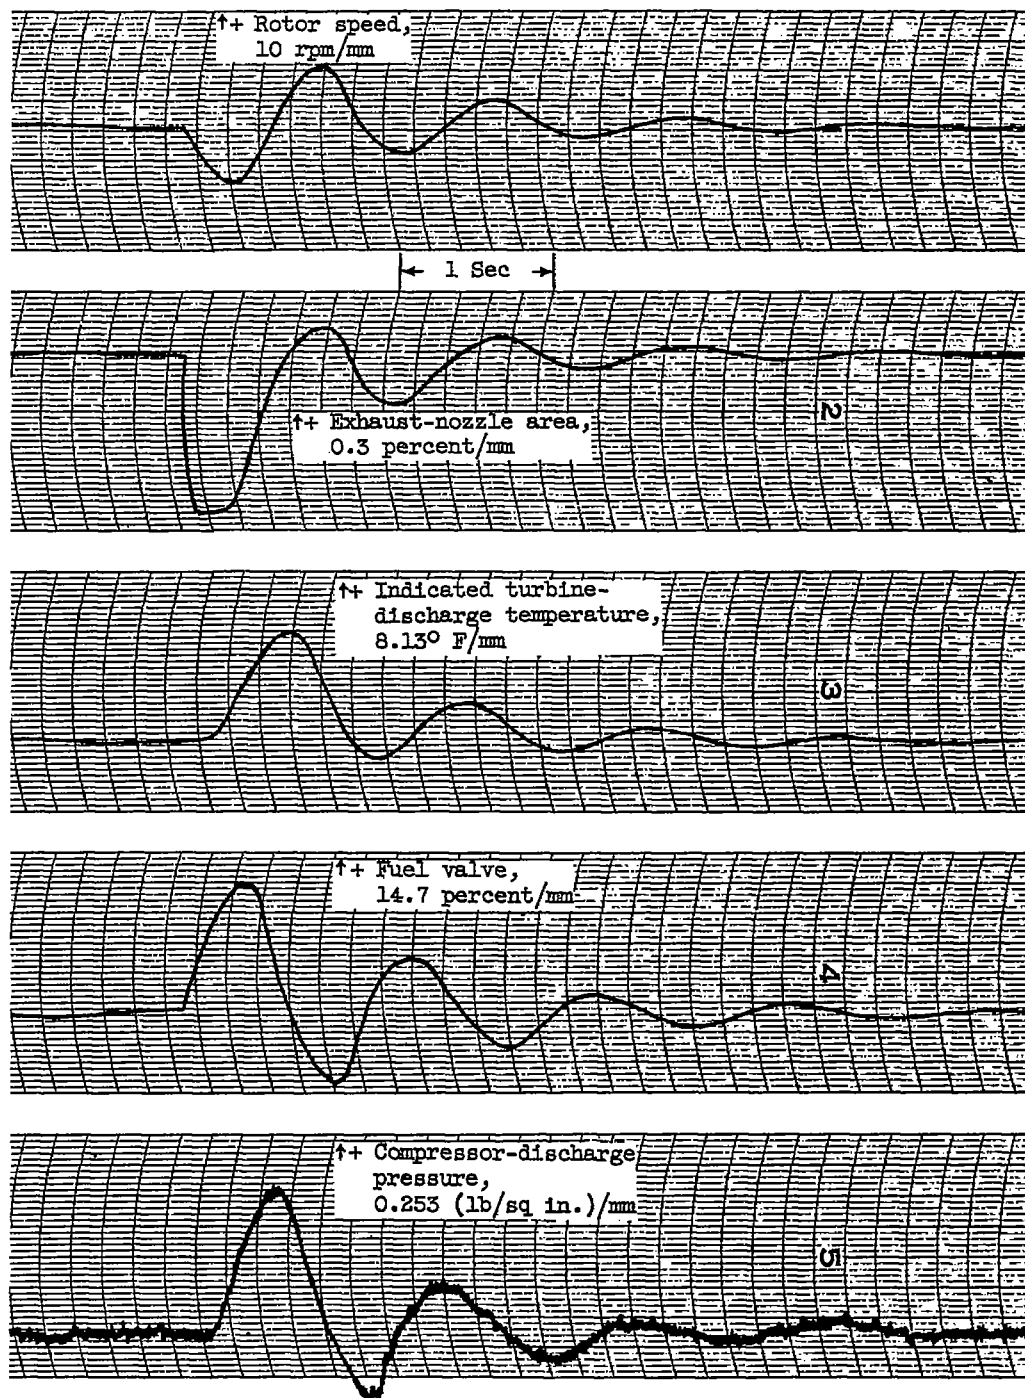 ↑+ Rotor speed,
10 rpm/mm
1 Sec
↑+ Exhaust-nozzle area,
0.3 percent/mm
2
↑+ Indicated turbine-
discharge temperature,
8.13° F/mm
3
↑+ Fuel valve,
14.7 percent/mm
4
↑+ Compressor-discharge
pressure,
0.253 (lb/sq in.)/mm
5